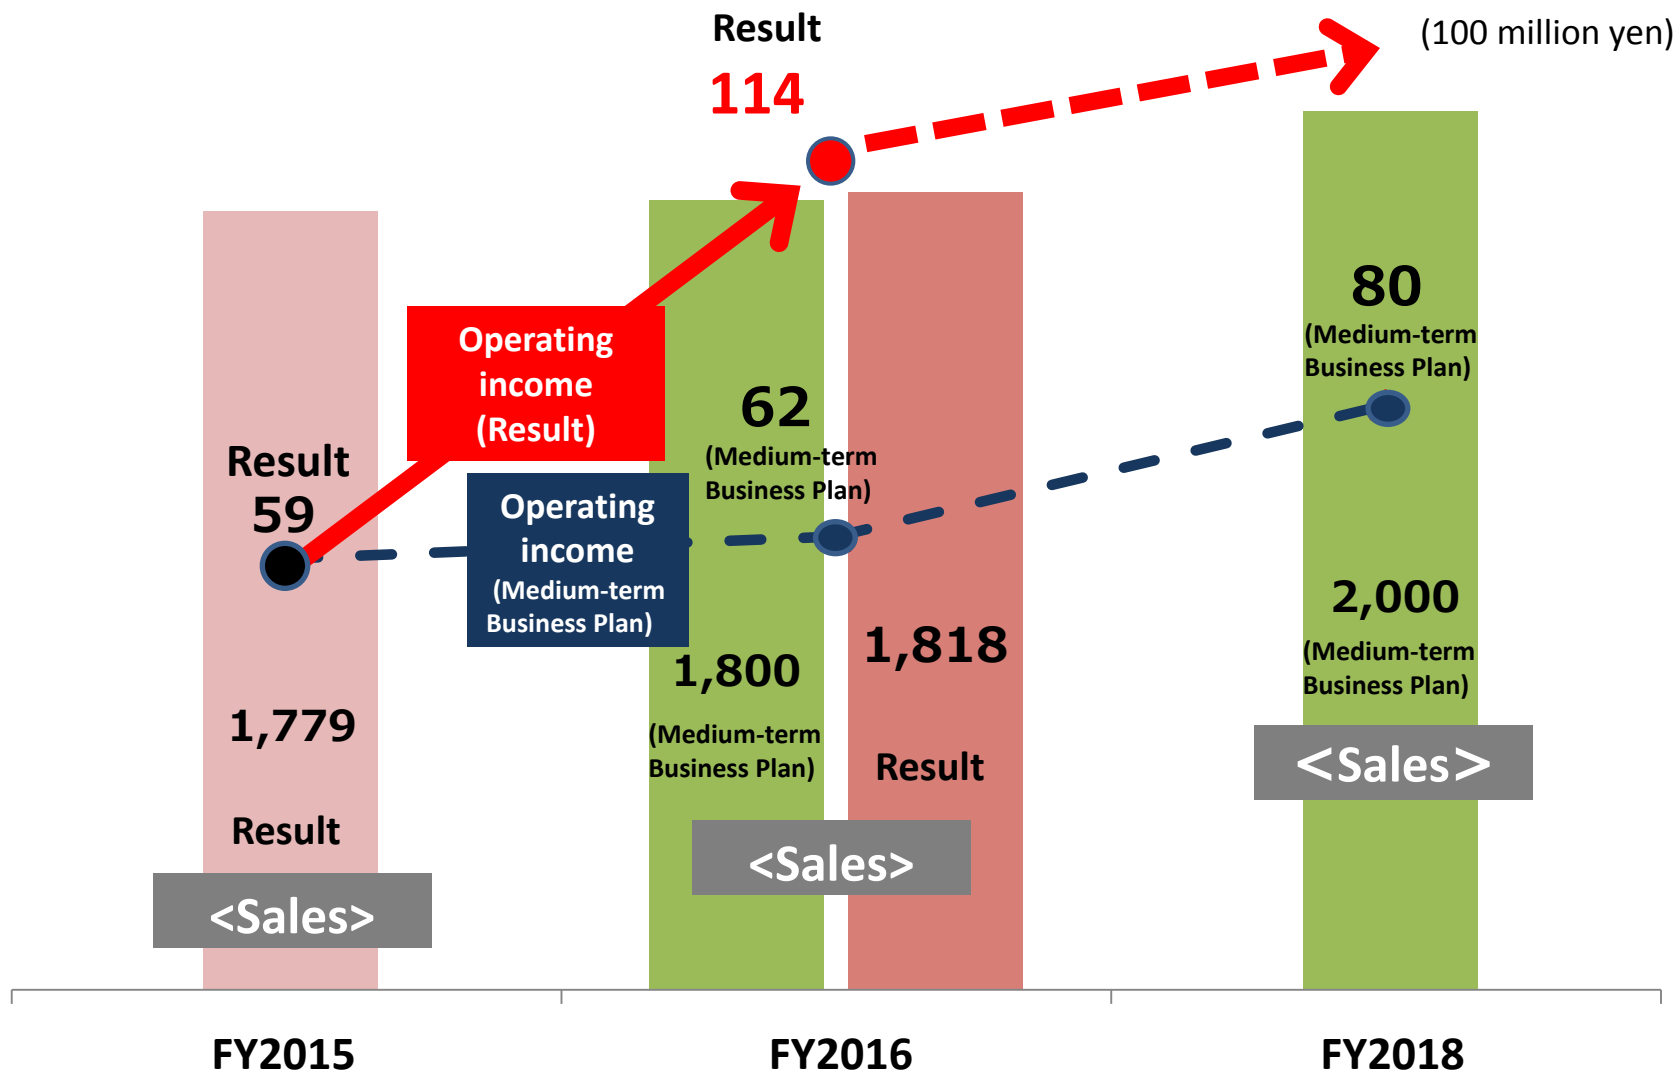 Result
114
(100 million yen)
Operating
income
(Result)
Result
59
Operating
income
(Medium-term
Business Plan)
62
(Medium-term
Business Plan)
80
(Medium-term
Business Plan)
1,779
Result
<Sales>
1,800
(Medium-term
Business Plan)
1,818
Result
<Sales>
2,000
(Medium-term
Business Plan)
<Sales>
FY2015
FY2016
FY2018